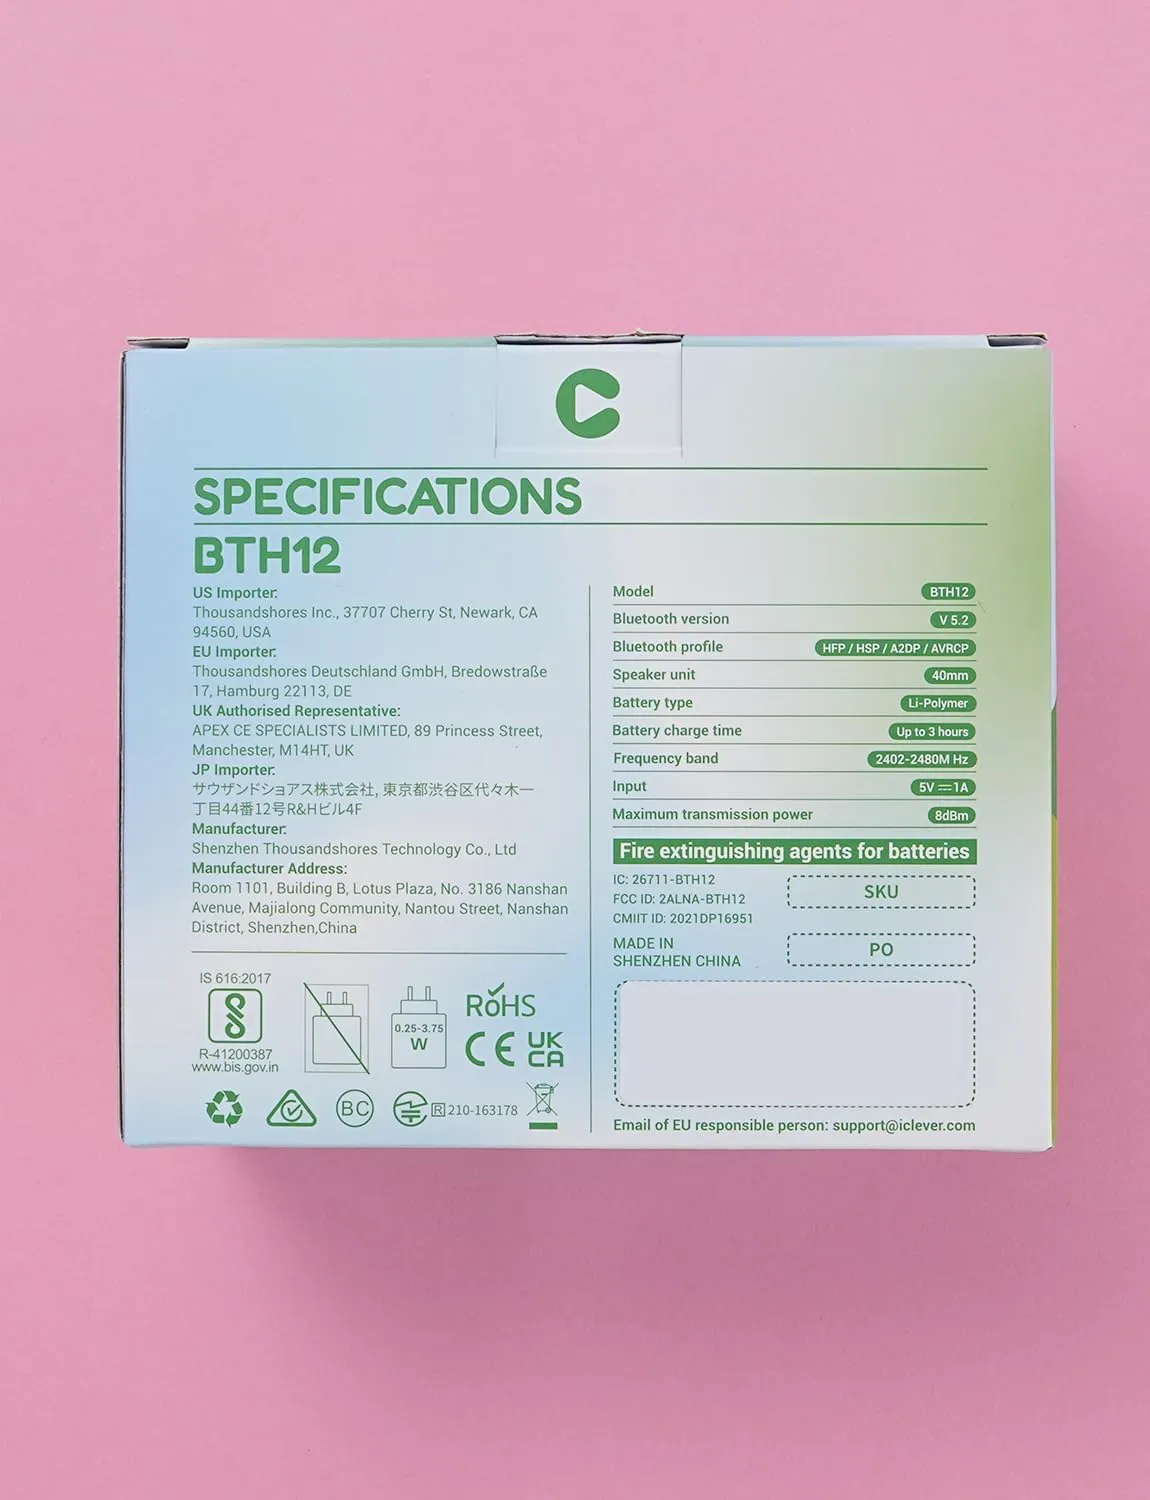 SPECIFICATIONS
BTH12
US Importer:
Thousandshores Inc., 37707 Cherry St, Newark, CA
94560, USA
EU Importer:
Thousandshores Deutschland GmbH, Bredowstraße
17, Hamburg 22113, DE
UK Authorised Representative:
APEX CE SPECIALISTS LIMITED, 89 Princess Street,
Manchester, M14HT, UK
JP Importer:
サウザンドショアス株式会社, 東京都渋谷区代々木一
丁目44番12号R&Hビル4F
Manufacturer:
Shenzhen Thousandshores Technology Co., Ltd
Manufacturer Address:
Room 1101, Building B, Lotus Plaza, No. 3186 Nanshan
Avenue, Majialong Community, Nantou Street, Nanshan
District, Shenzhen,China
IS 616:2017
R-41200387
www.bis.gov.in
0.25-3.75
W
RoHS
CE
UK
CA
BC
R 210-163178
Model BTH12
Bluetooth version V 5.2
Bluetooth profile HFP / HSP / A2DP / AVRCP
Speaker unit 40mm
Battery type Li-Polymer
Battery charge time Up to 3 hours
Frequency band 2402-2480M Hz
Input 5V ⎓ 1A
Maximum transmission power 8dBm
Fire extinguishing agents for batteries
IC: 26711-BTH12
FCC ID: 2ALNA-BTH12
CMIIT ID: 2021DP16951
SKU
MADE IN
SHENZHEN CHINA
PO
Email of EU responsible person: support@iclever.com